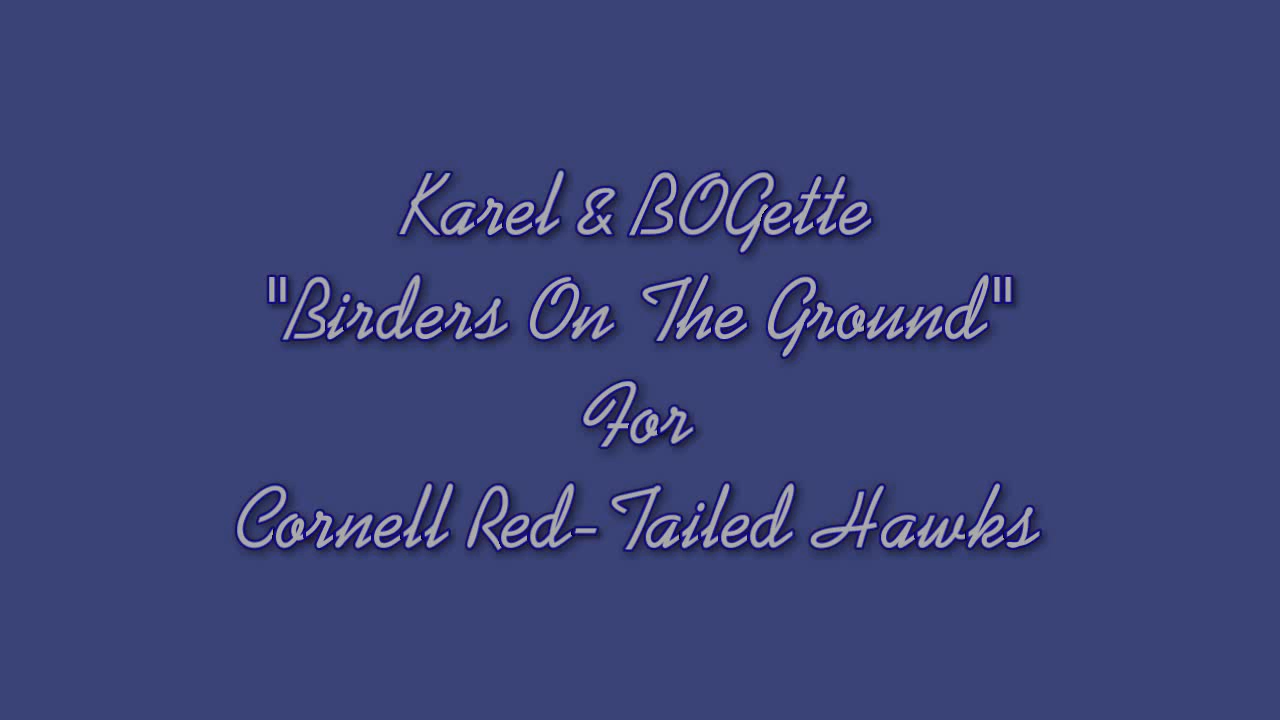 Karel & BOGette
"Birders On The Ground"
For
Cornell Red-Tailed Hawks